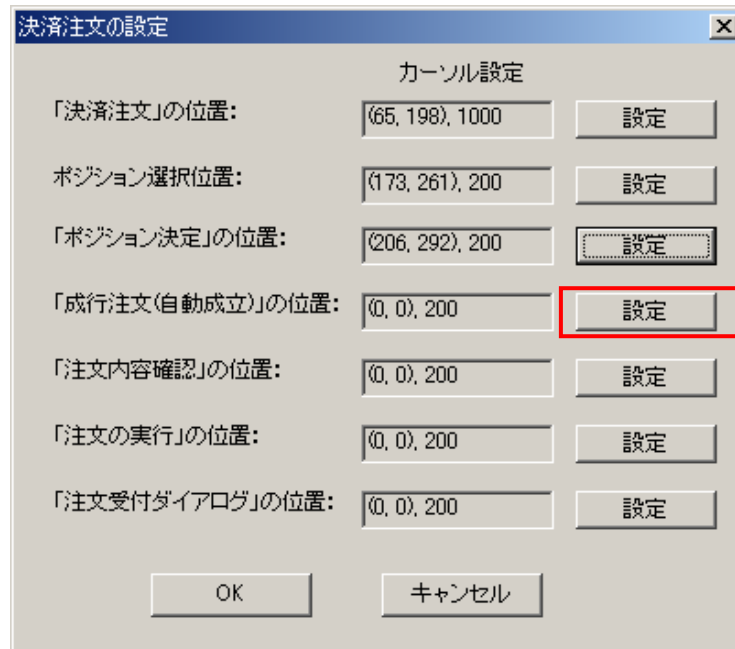 決済注文の設定
カーソル設定
「決済注文」の位置: (65, 198), 1000 設定
ポジション選択位置: (173, 261), 200 設定
「ポジション決定」の位置: (206, 292), 200 設定
「成行注文(自動成立)」の位置: (0, 0), 200 設定
「注文内容確認」の位置: (0, 0), 200 設定
「注文の実行」の位置: (0, 0), 200 設定
「注文受付ダイアログ」の位置: (0, 0), 200 設定
OK キャンセル